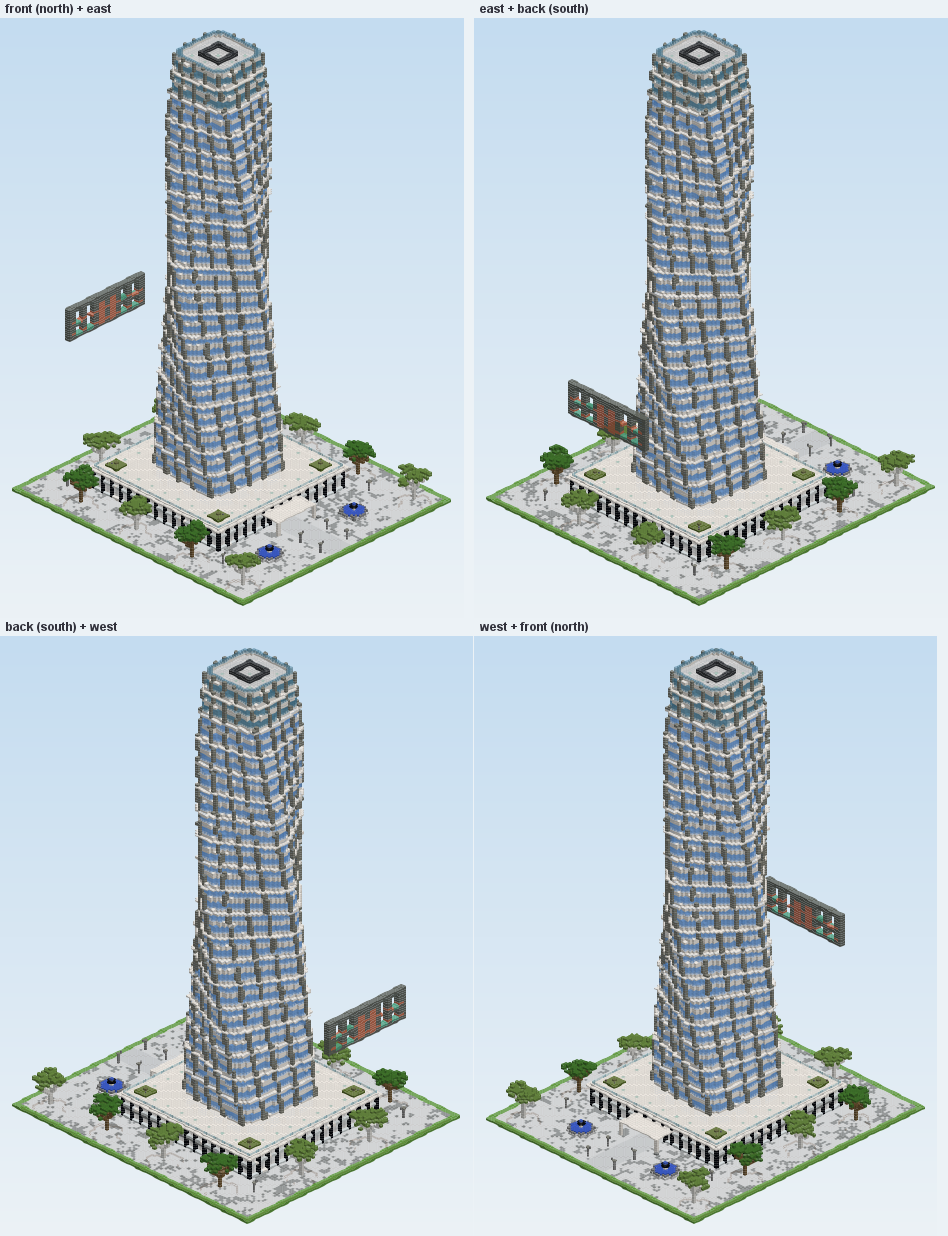 front (north) + east
east + back (south)
back (south) + west
west + front (north)